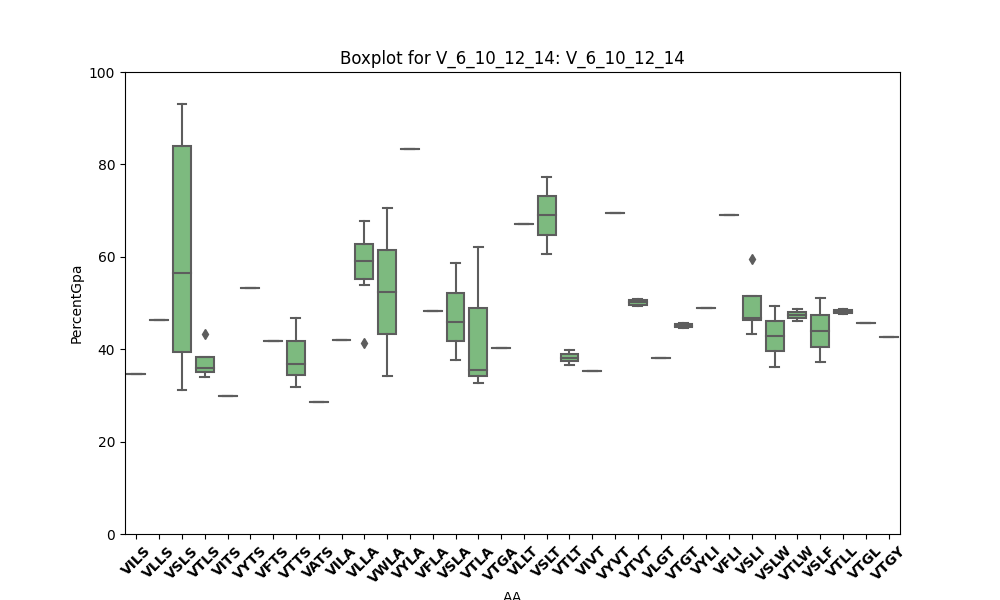 Boxplot for V_6_10_12_14: V_6_10_12_14
100
80
60
40
20
0
PercentGpa
VILS VLLS VSLS VTLS VITS VYTS VFTS VTTS VATS VILA VLLA VWLA VYLA VFLA VSLA VTLA VTGA VLLT VSLT VTLT VIVT VYVT VTVT VLGT VTGT VYLI VFLI VSLI VSLW VTLW VSLF VTLL VTGL VTGY
AA